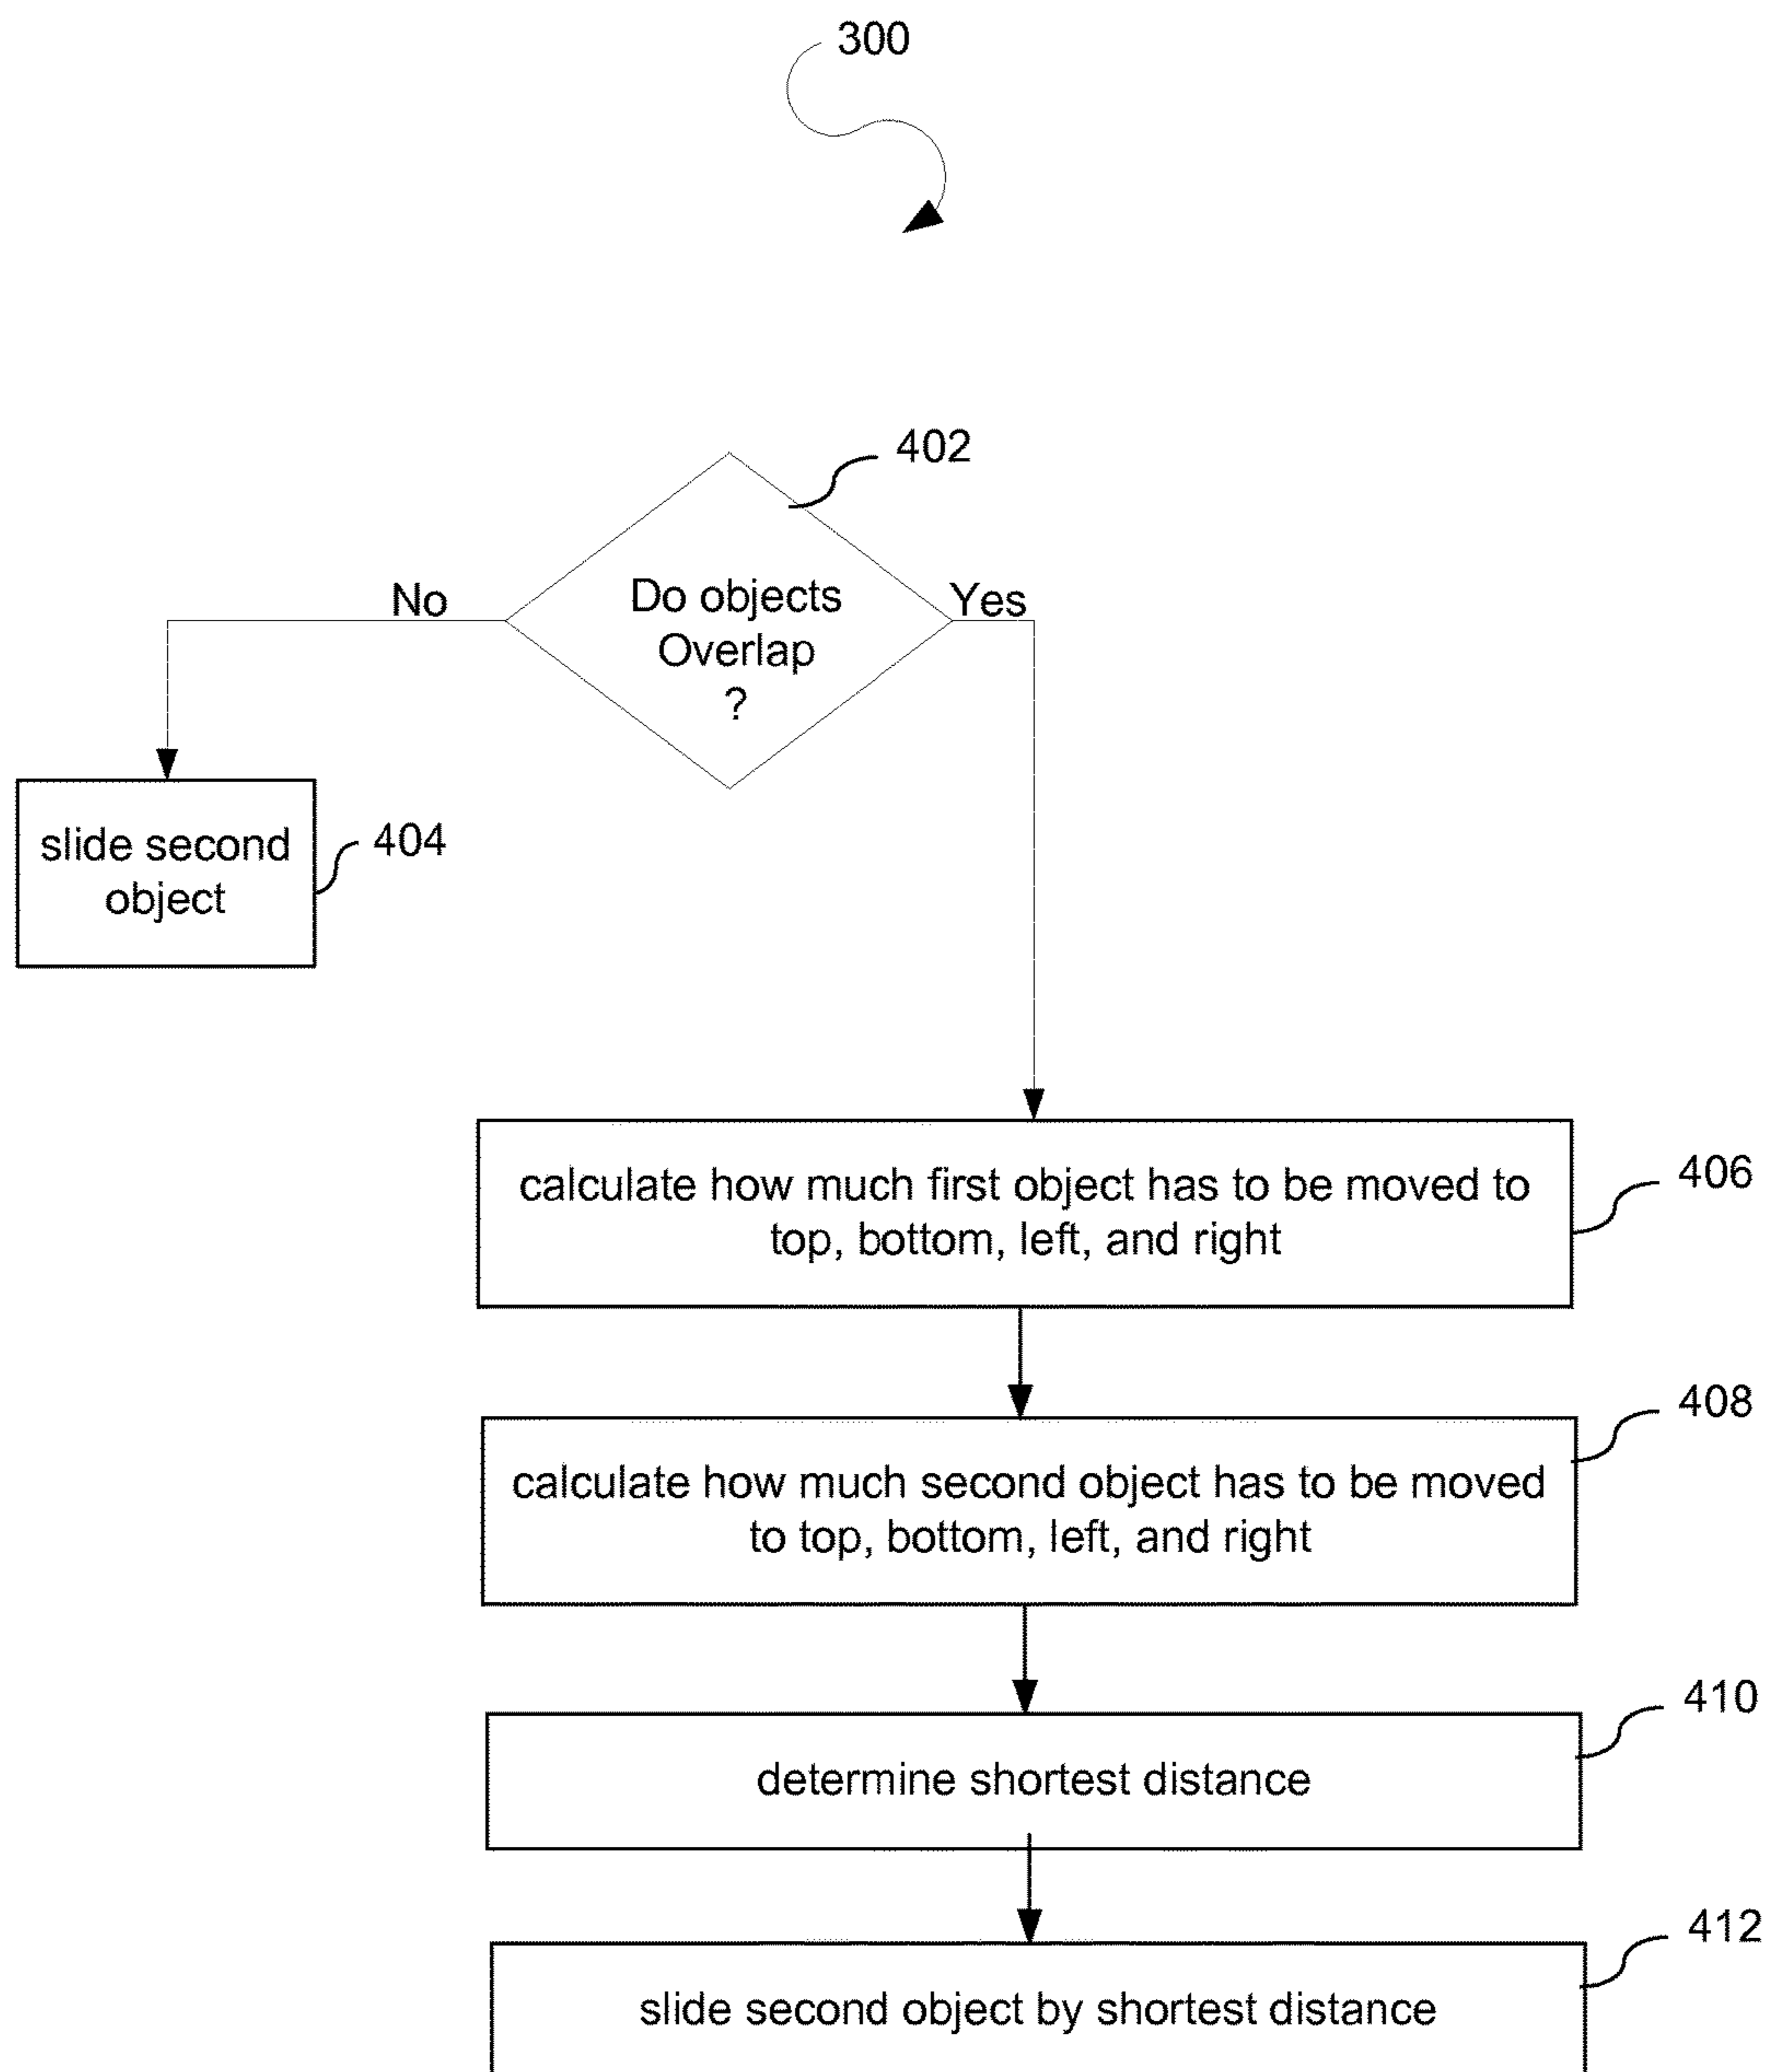 300
402
Do objects
Overlap
?
No
Yes
slide second
object
404
calculate how much first object has to be moved to
top, bottom, left, and right
406
calculate how much second object has to be moved
to top, bottom, left, and right
408
determine shortest distance
410
slide second object by shortest distance
412